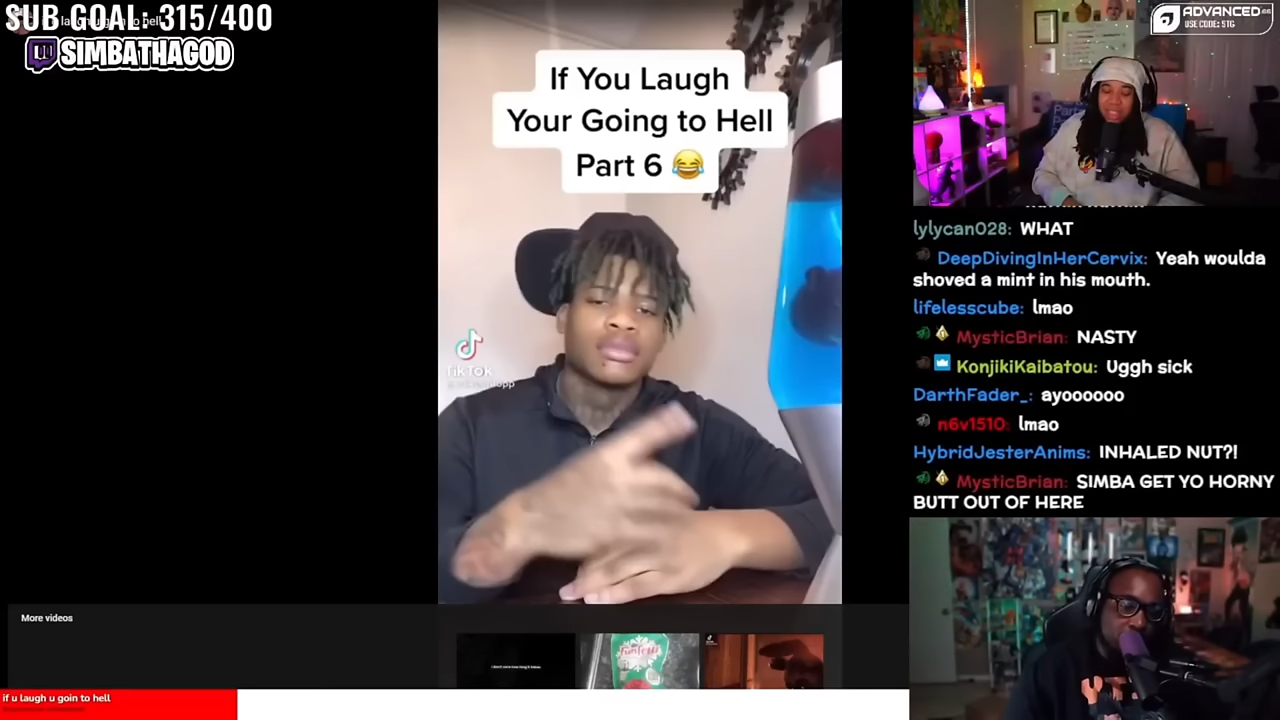 SUB GOAL: 315/400
SIMBATHAGOD
If You Laugh
Your Going to Hell
Part 6 😂
TikTok
More videos
if u laugh u goin to hell
ADVANCED
USE CODE: STG
lylycan028: WHAT
DeepDivingInHerCervix: Yeah woulda
shoved a mint in his mouth.
lifelesscube: lmao
MysticBrian: NASTY
KonjikiKaibatou: Uggh sick
DarthFader_: ayoooooo
n6v1510: lmao
HybridJesterAnims: INHALED NUT?!
MysticBrian: SIMBA GET YO HORNY
BUTT OUT OF HERE